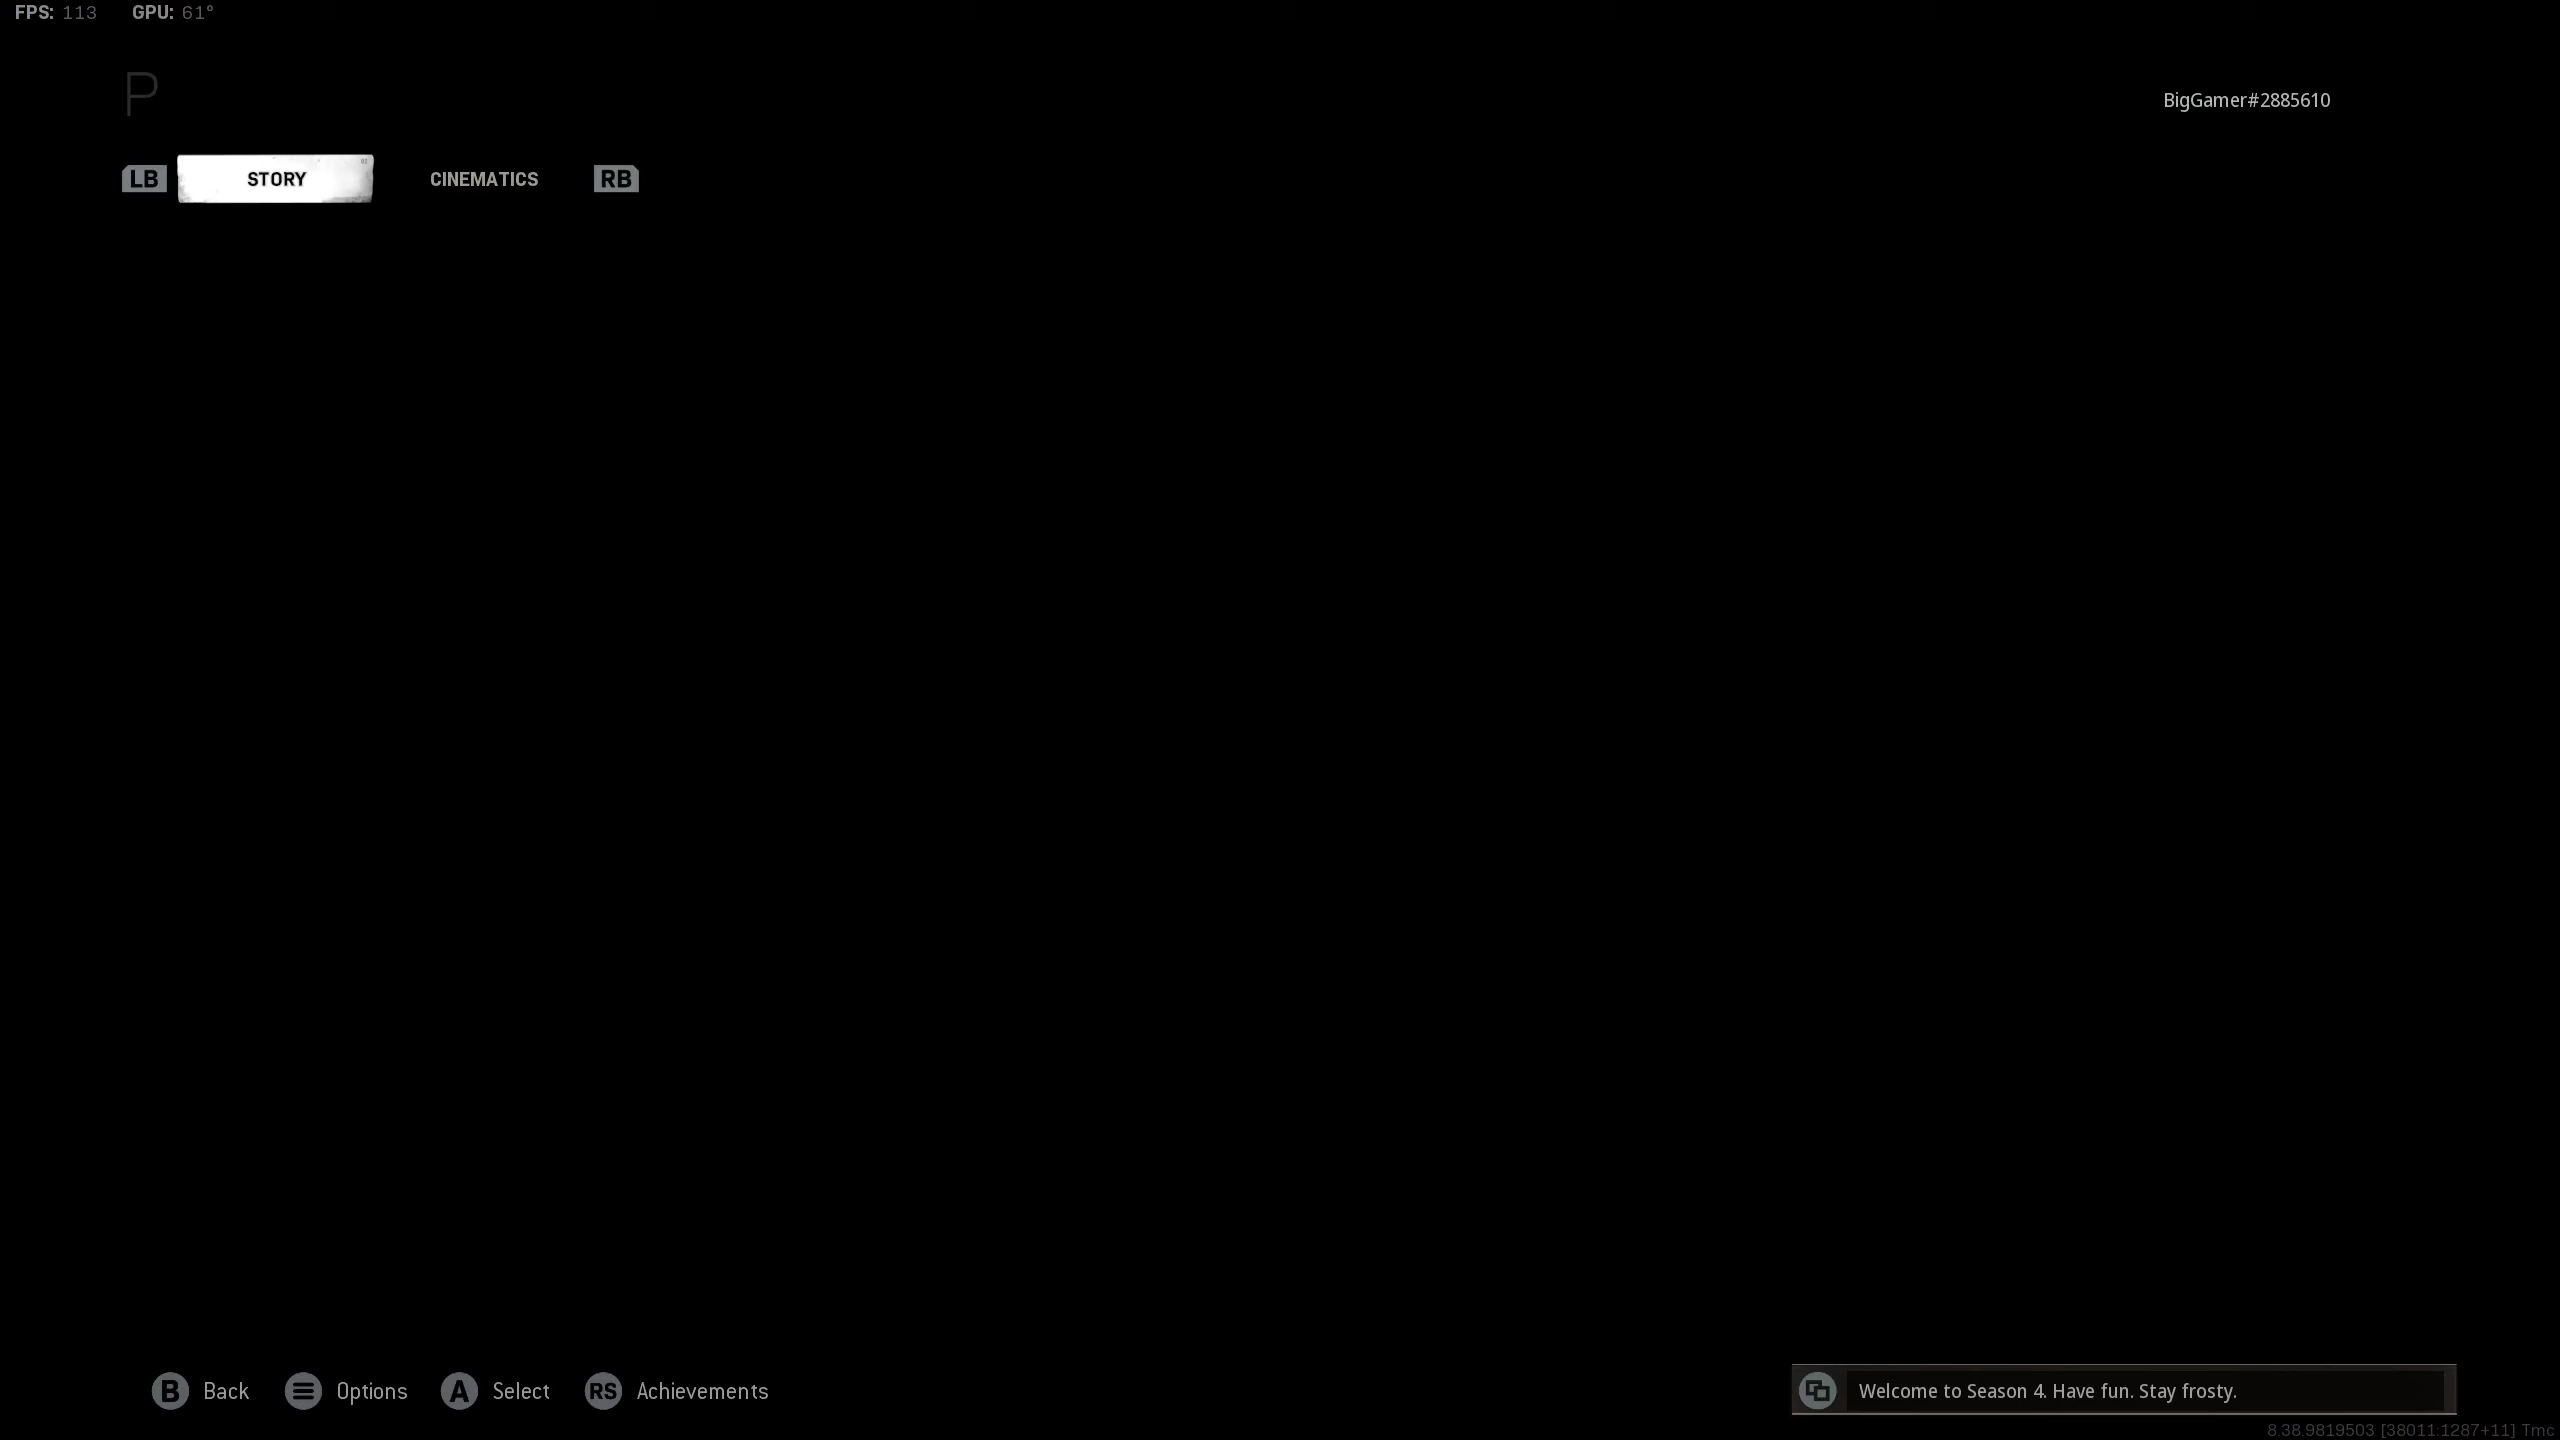 FPS: 113 GPU: 61°
P
BigGamer#2885610
LB STORY CINEMATICS RB
B Back Options A Select RS Achievements
Welcome to Season 4. Have fun. Stay frosty.
8.38.9819503 [38011:1287+11] Tmc